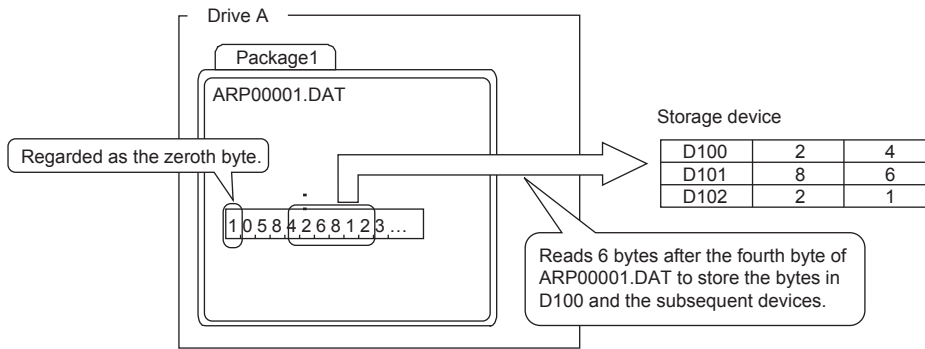 Drive A
Package1
ARP00001.DAT
Storage device
Regarded as the zeroth byte.
D100 2 4
D101 8 6
D102 2 1
:
1 0 5 8 4 2 6 8 1 2 3 ...
Reads 6 bytes after the fourth byte of
ARP00001.DAT to store the bytes in
D100 and the subsequent devices.